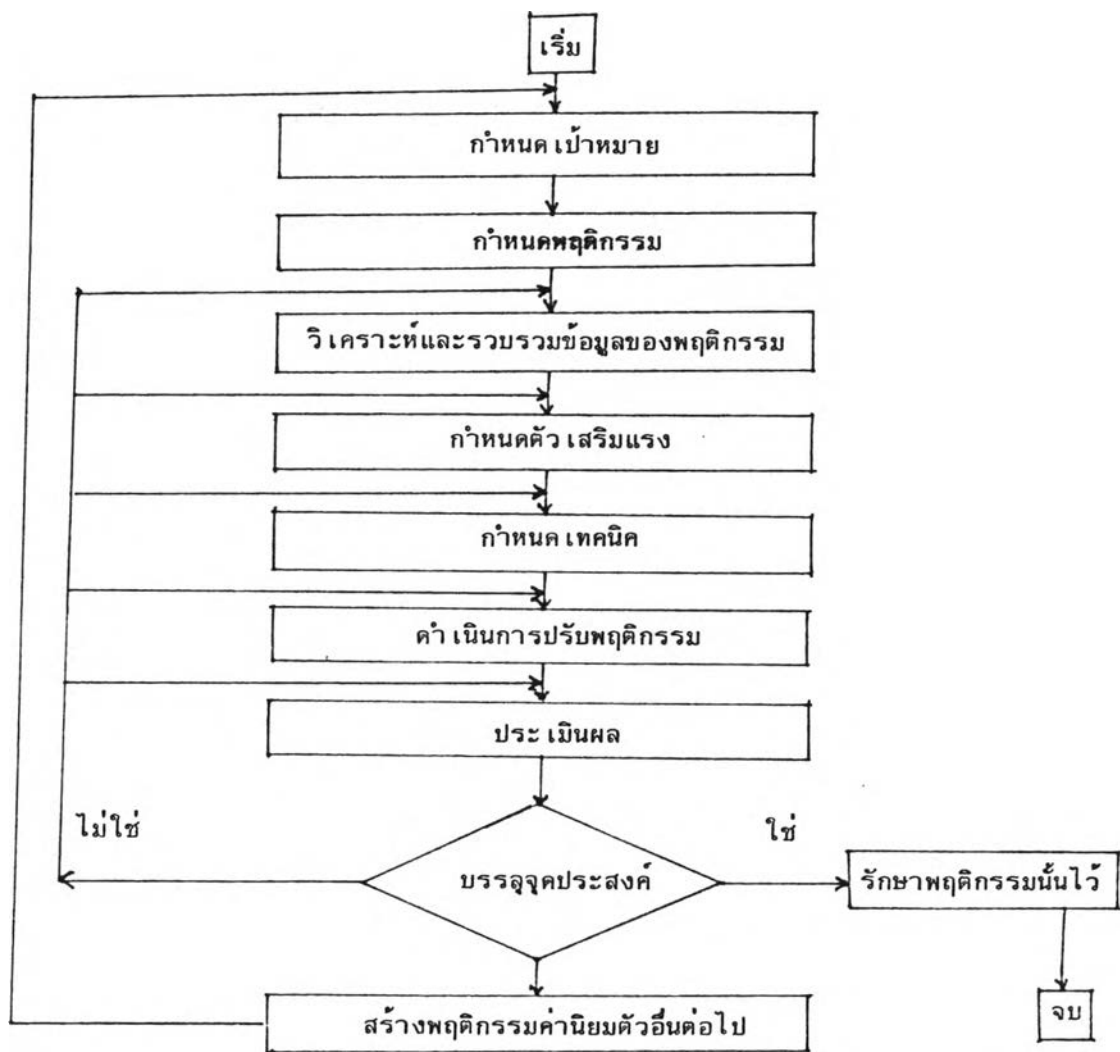 เริ่ม
กำหนด เป้าหมาย
กำหนดพฤติกรรม
วิ เคราะห์และรวบรวมข้อมูลของพฤติกรรม
กำหนดตัว เสริมแรง
กำหนด เทคนิค
ดำ เนินการปรับพฤติกรรม
ประ เมินผล
ไม่ใช่
ใช่
บรรลุจุดประสงค์
รักษาพฤติกรรมนั้นไว้
สร้างพฤติกรรมค่านิยมตัวอื่นต่อไป
จบ